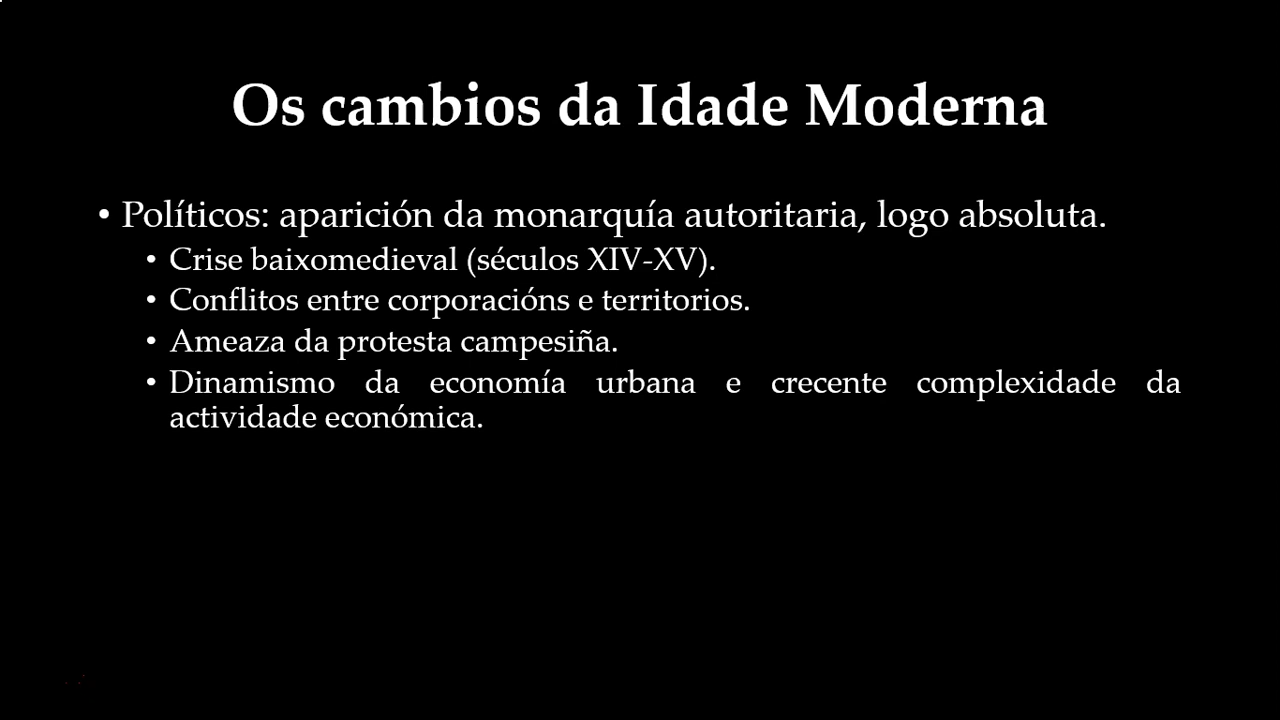 Os cambios da Idade Moderna
• Políticos: aparición da monarquía autoritaria, logo absoluta.
• Crise baixomedieval (séculos XIV-XV).
• Conflitos entre corporacións e territorios.
• Ameaza da protesta campesiña.
• Dinamismo da economía urbana e crecente complexidade da
actividade económica.